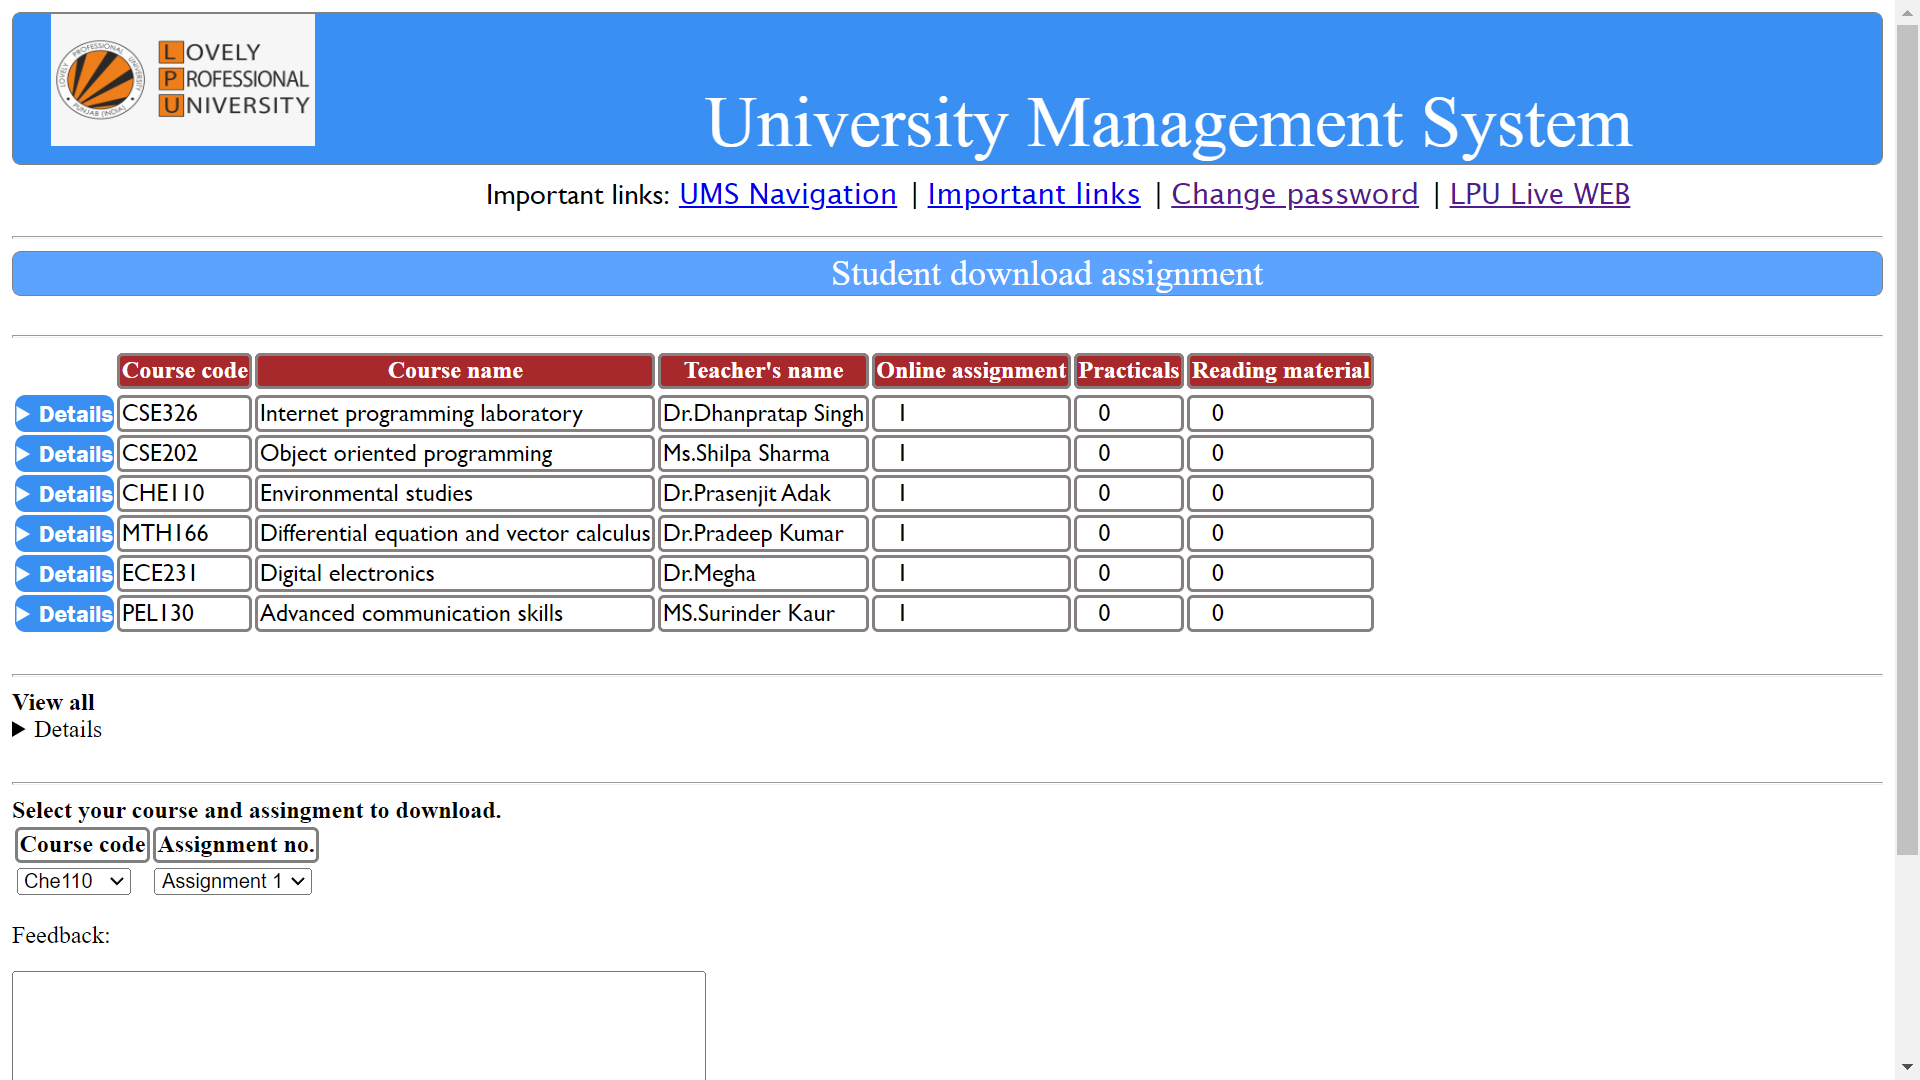 LOVELY
PROFESSIONAL
UNIVERSITY
LOVELY PROFESSIONAL UNIVERSITY
PUNJAB (INDIA)
University Management System
Important links: UMS Navigation | Important links | Change password | LPU Live WEB
Student download assignment
Course code Course name Teacher's name Online assignment Practicals Reading material
Details CSE326 Internet programming laboratory Dr.Dhanpratap Singh 1 0 0
Details CSE202 Object oriented programming Ms.Shilpa Sharma 1 0 0
Details CHE110 Environmental studies Dr.Prasenjit Adak 1 0 0
Details MTH166 Differential equation and vector calculus Dr.Pradeep Kumar 1 0 0
Details ECE231 Digital electronics Dr.Megha 1 0 0
Details PEL130 Advanced communication skills MS.Surinder Kaur 1 0 0
View all
Details
Select your course and assingment to download.
Course code Assignment no.
Che110 Assignment 1
Feedback: